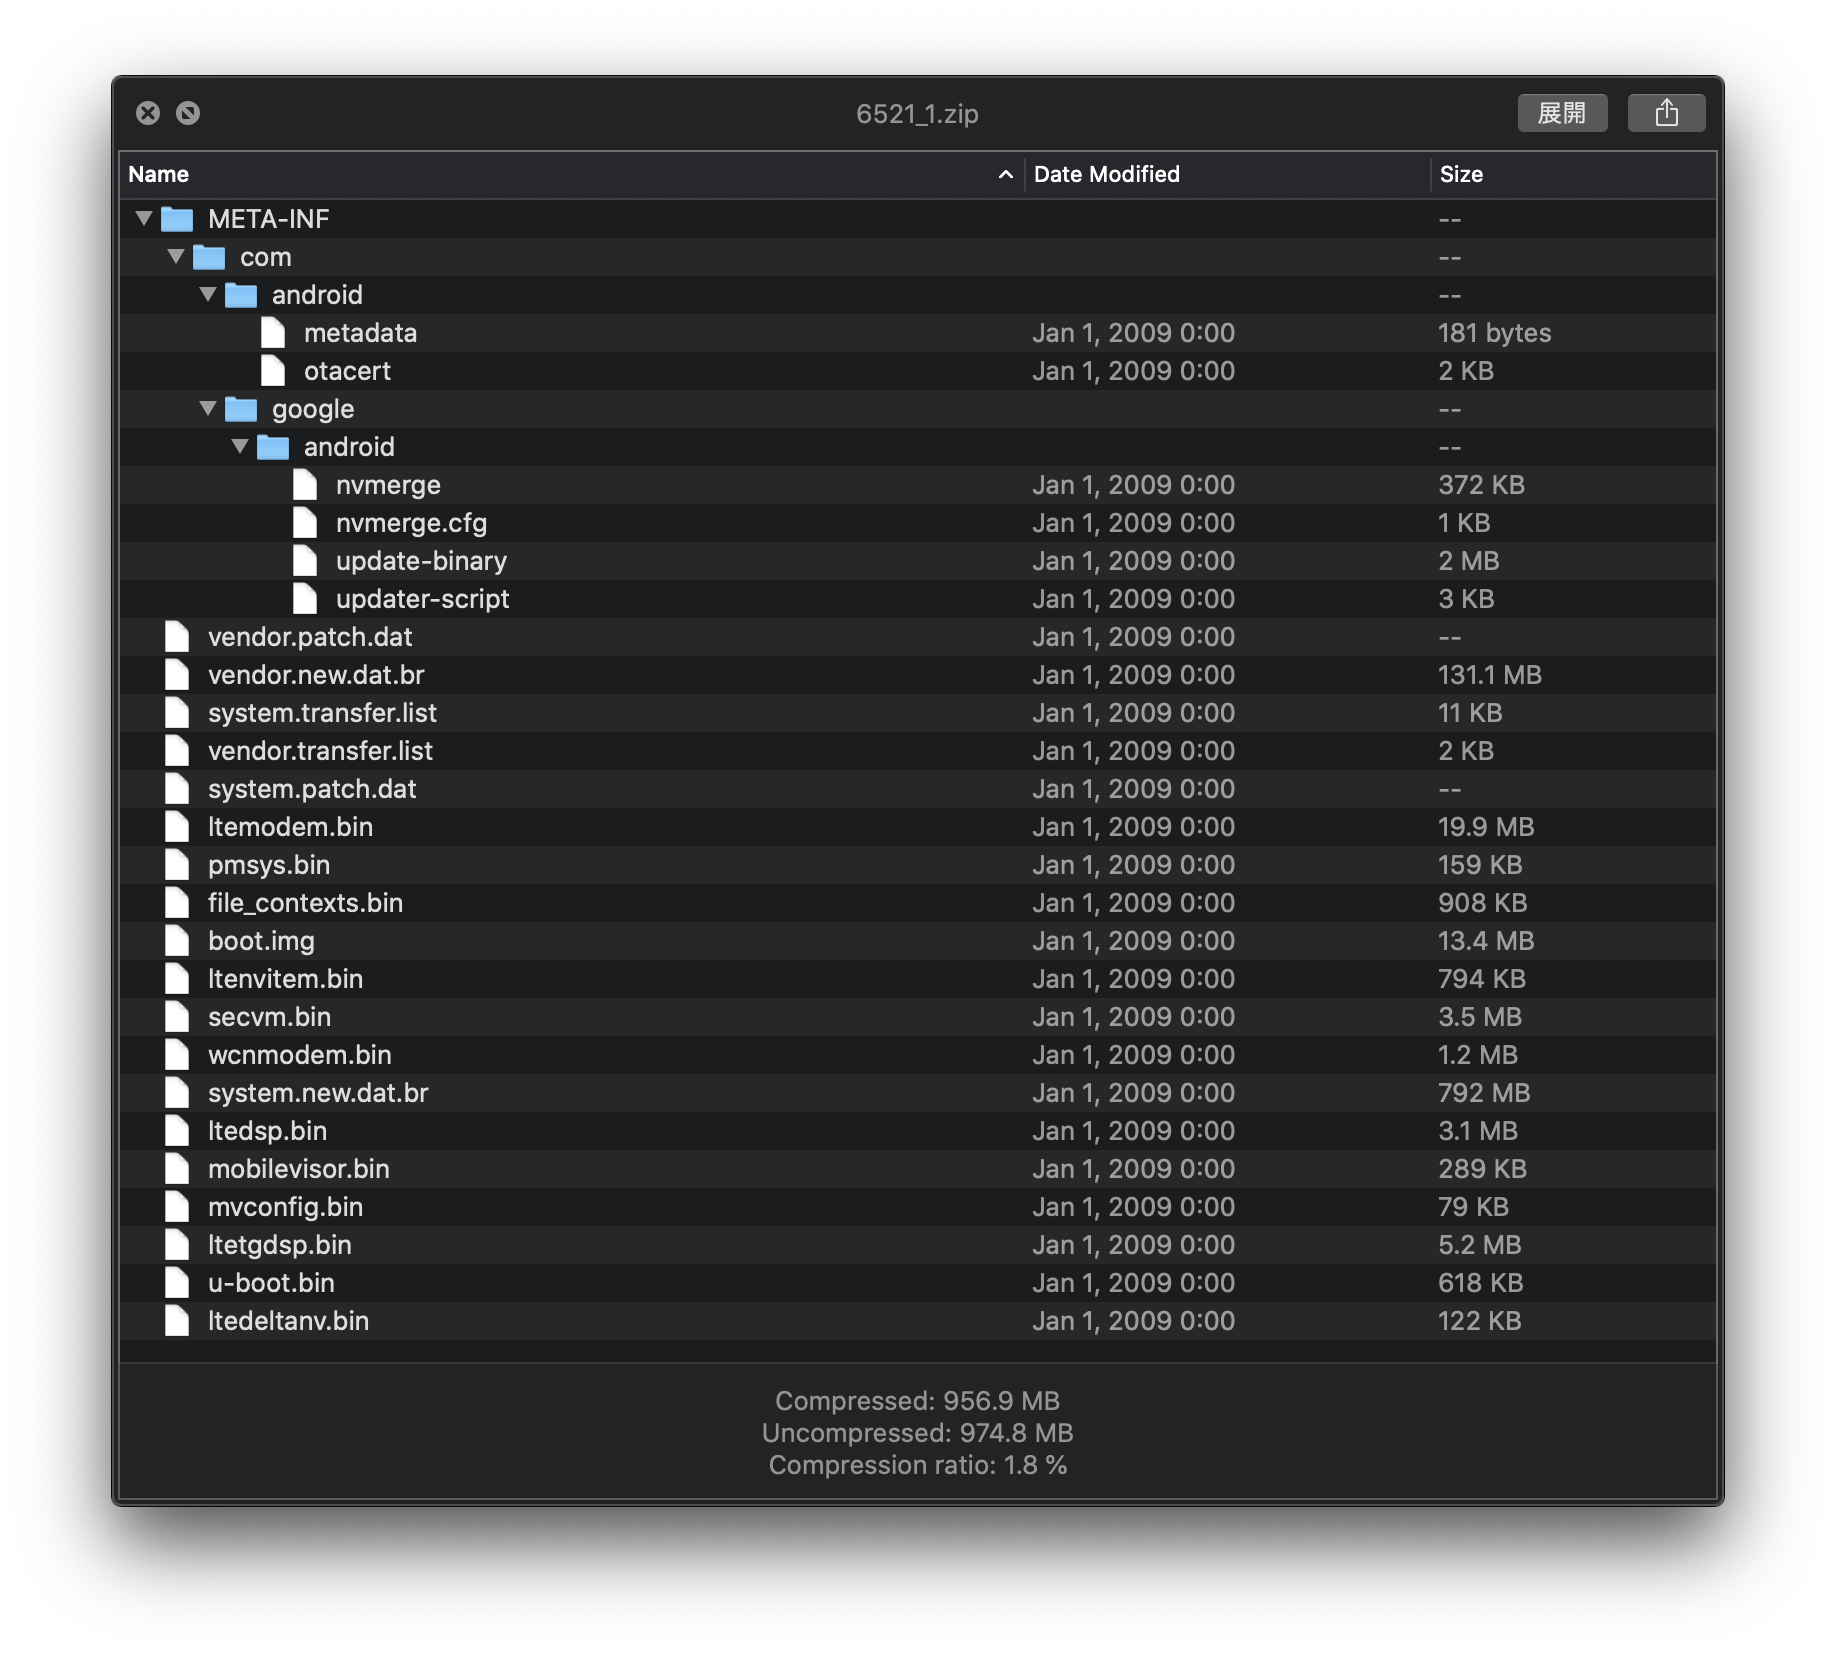 6521_1.zip
展開
Name Date Modified Size
META-INF --
com --
android --
metadata Jan 1, 2009 0:00 181 bytes
otacert Jan 1, 2009 0:00 2 KB
google --
android --
nvmerge Jan 1, 2009 0:00 372 KB
nvmerge.cfg Jan 1, 2009 0:00 1 KB
update-binary Jan 1, 2009 0:00 2 MB
updater-script Jan 1, 2009 0:00 3 KB
vendor.patch.dat Jan 1, 2009 0:00 --
vendor.new.dat.br Jan 1, 2009 0:00 131.1 MB
system.transfer.list Jan 1, 2009 0:00 11 KB
vendor.transfer.list Jan 1, 2009 0:00 2 KB
system.patch.dat Jan 1, 2009 0:00 --
ltemodem.bin Jan 1, 2009 0:00 19.9 MB
pmsys.bin Jan 1, 2009 0:00 159 KB
file_contexts.bin Jan 1, 2009 0:00 908 KB
boot.img Jan 1, 2009 0:00 13.4 MB
ltenvitem.bin Jan 1, 2009 0:00 794 KB
secvm.bin Jan 1, 2009 0:00 3.5 MB
wcnmodem.bin Jan 1, 2009 0:00 1.2 MB
system.new.dat.br Jan 1, 2009 0:00 792 MB
ltedsp.bin Jan 1, 2009 0:00 3.1 MB
mobilevisor.bin Jan 1, 2009 0:00 289 KB
mvconfig.bin Jan 1, 2009 0:00 79 KB
ltetgdsp.bin Jan 1, 2009 0:00 5.2 MB
u-boot.bin Jan 1, 2009 0:00 618 KB
ltedeltanv.bin Jan 1, 2009 0:00 122 KB
Compressed: 956.9 MB
Uncompressed: 974.8 MB
Compression ratio: 1.8 %